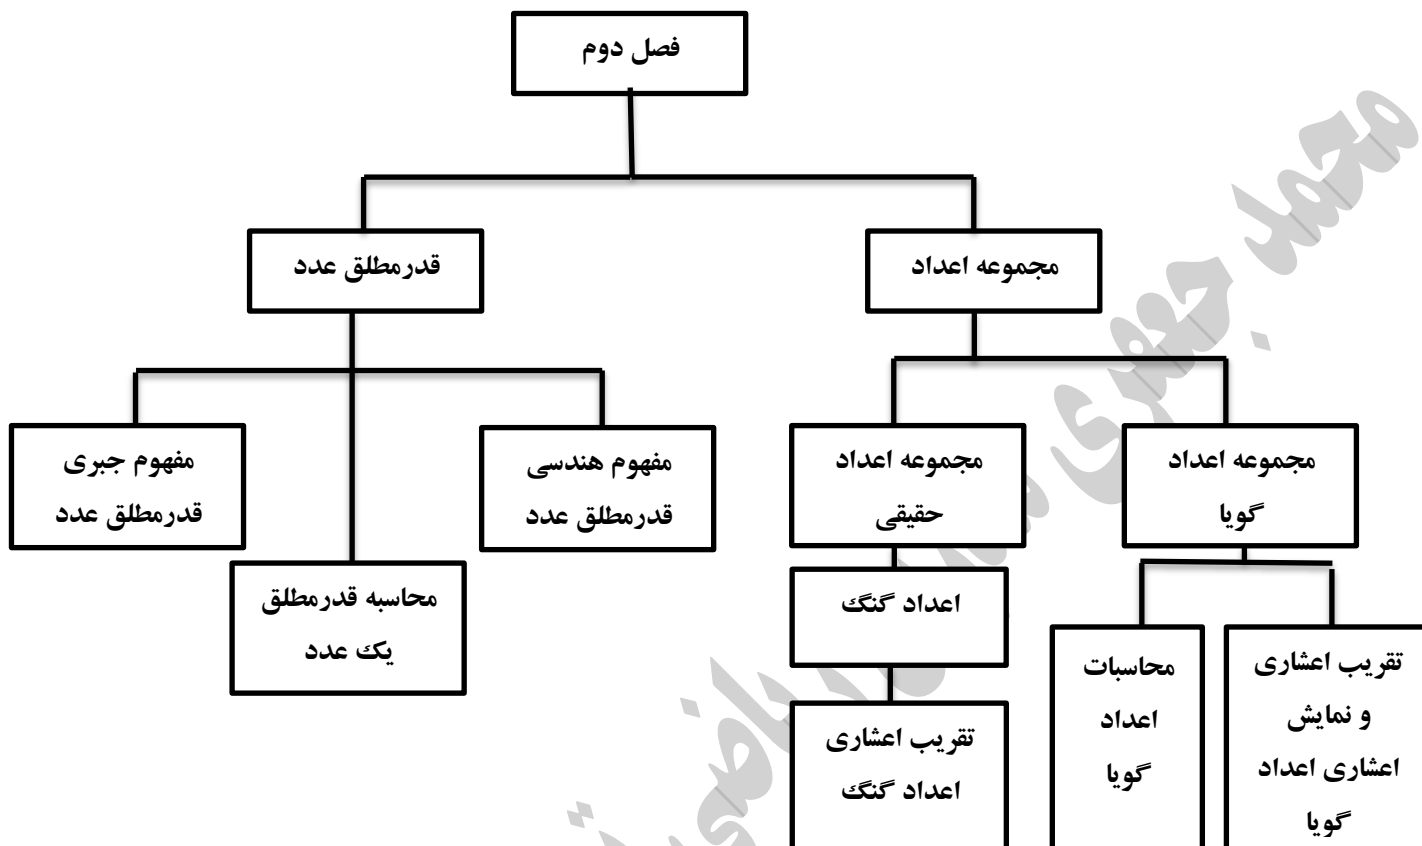 فصل دوم
مجموعه اعداد
قدرمطلق عدد
مجموعه اعداد
گویا
مجموعه اعداد
حقیقی
مفهوم هندسی
قدرمطلق عدد
مفهوم جبری
قدرمطلق عدد
محاسبه قدرمطلق
یک عدد
اعداد گنگ
تقریب اعشاری
و نمایش
اعشاری اعداد
گویا
محاسبات
اعداد
گویا
تقریب اعشاری
اعداد گنگ
محمد جعفری